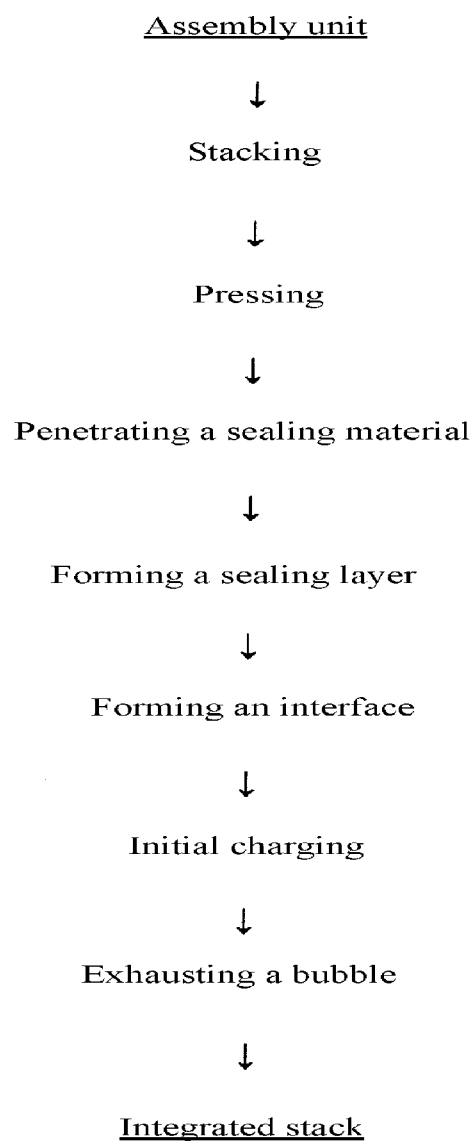 Assembly unit
↓
Stacking
↓
Pressing
↓
Penetrating a sealing material
↓
Forming a sealing layer
↓
Forming an interface
↓
Initial charging
↓
Exhausting a bubble
↓
Integrated stack